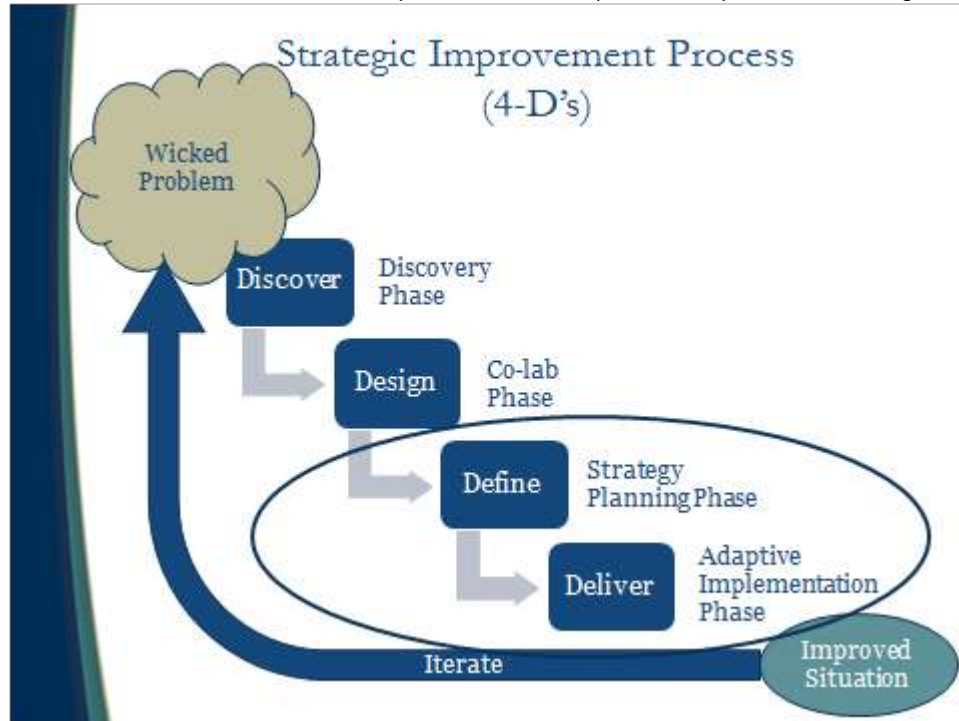 Strategic Improvement Process
(4-D's)
Wicked
Problem
Discover
Discovery
Phase
Design
Co-lab
Phase
Define
Strategy
Planning Phase
Deliver
Adaptive
Implementation
Phase
Iterate
Improved
Situation